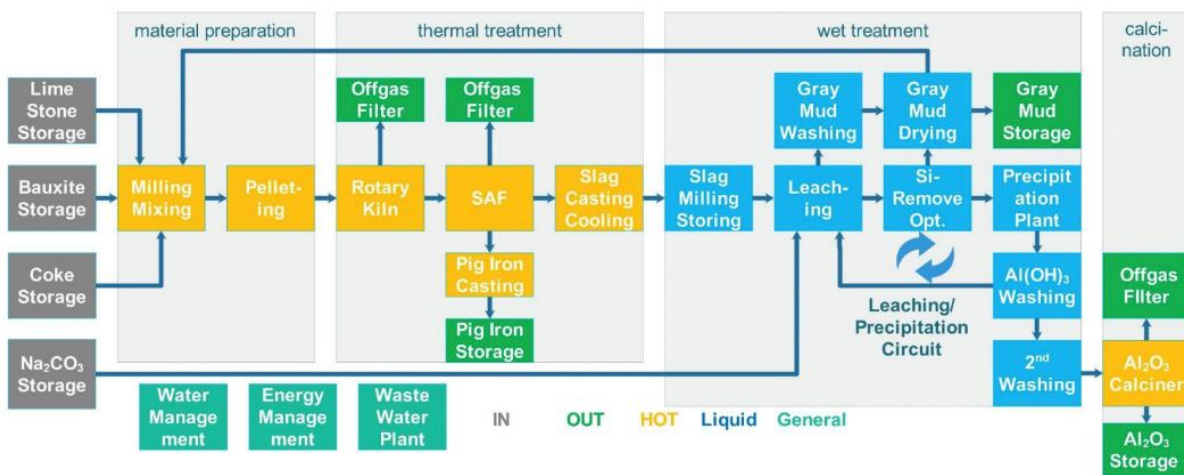 material preparation
thermal treatment
wet treatment
calci-
nation
Lime
Stone
Storage
Offgas
Filter
Offgas
Filter
Gray
Mud
Washing
Gray
Mud
Drying
Gray
Mud
Storage
Bauxite
Storage
Milling
Mixing
Pellet-
ing
Rotary
Kiln
SAF
Slag
Casting
Cooling
Slag
Milling
Storing
Leach-
ing
Si-
Remove
Opt.
Precipit
ation
Plant
Coke
Storage
Pig Iron
Casting
Al(OH)₃
Washing
Offgas
FIlter
Leaching/
Precipitation
Circuit
Pig Iron
Storage
Na₂CO₃
Storage
2nd
Washing
Al₂O₃
Calciner
Water
Manage
ment
Energy
Manage
ment
Waste
Water
Plant
IN
OUT
HOT
Liquid
General
Al₂O₃
Storage